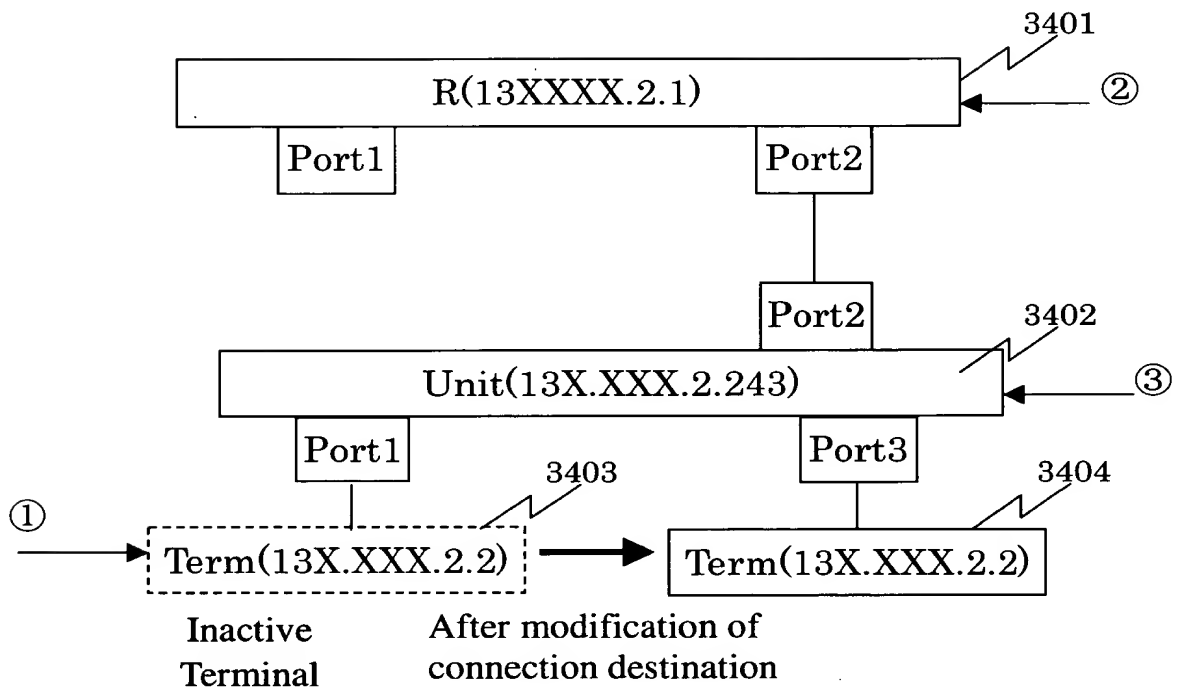 3401
R(13XXXX.2.1)
②
Port1
Port2
Port2
3402
Unit(13X.XXX.2.243)
③
Port1
Port3
3403
3404
①
Term(13X.XXX.2.2)
Term(13X.XXX.2.2)
Inactive
Terminal
After modification of
connection destination